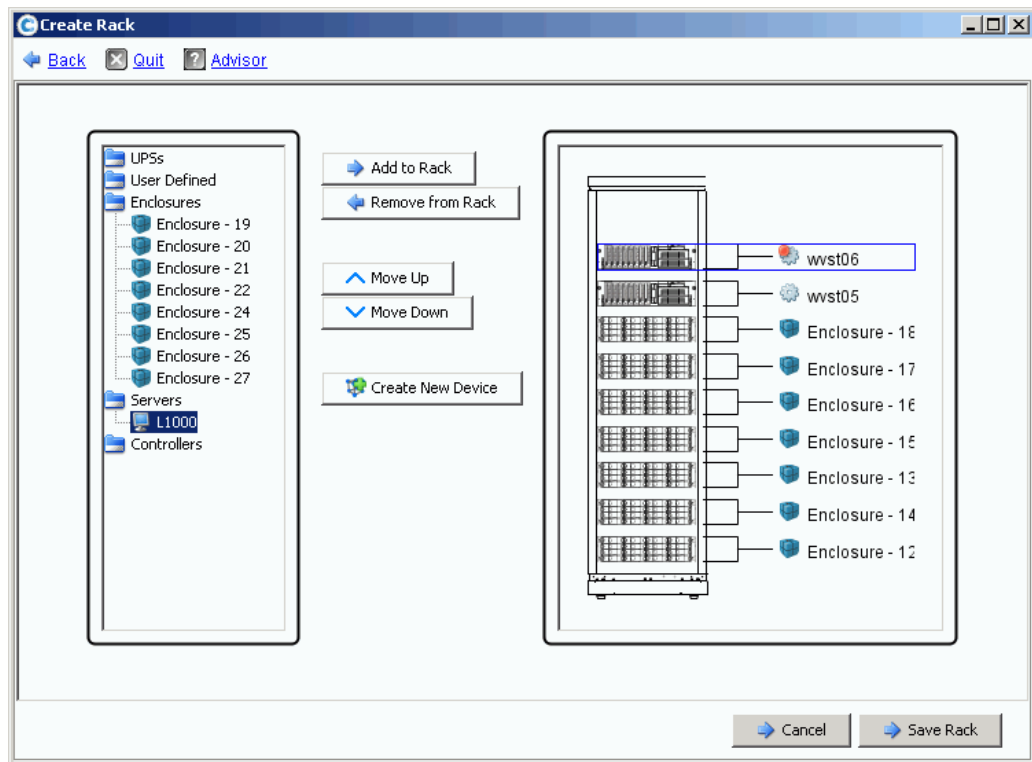 Create Rack
Back Quit Advisor
UPSs
User Defined
Enclosures
Enclosure - 19
Enclosure - 20
Enclosure - 21
Enclosure - 22
Enclosure - 24
Enclosure - 25
Enclosure - 26
Enclosure - 27
Servers
L1000
Controllers
Add to Rack
Remove from Rack
Move Up
Move Down
Create New Device
wvst06
wvst05
Enclosure - 18
Enclosure - 17
Enclosure - 16
Enclosure - 15
Enclosure - 13
Enclosure - 14
Enclosure - 12
Cancel Save Rack